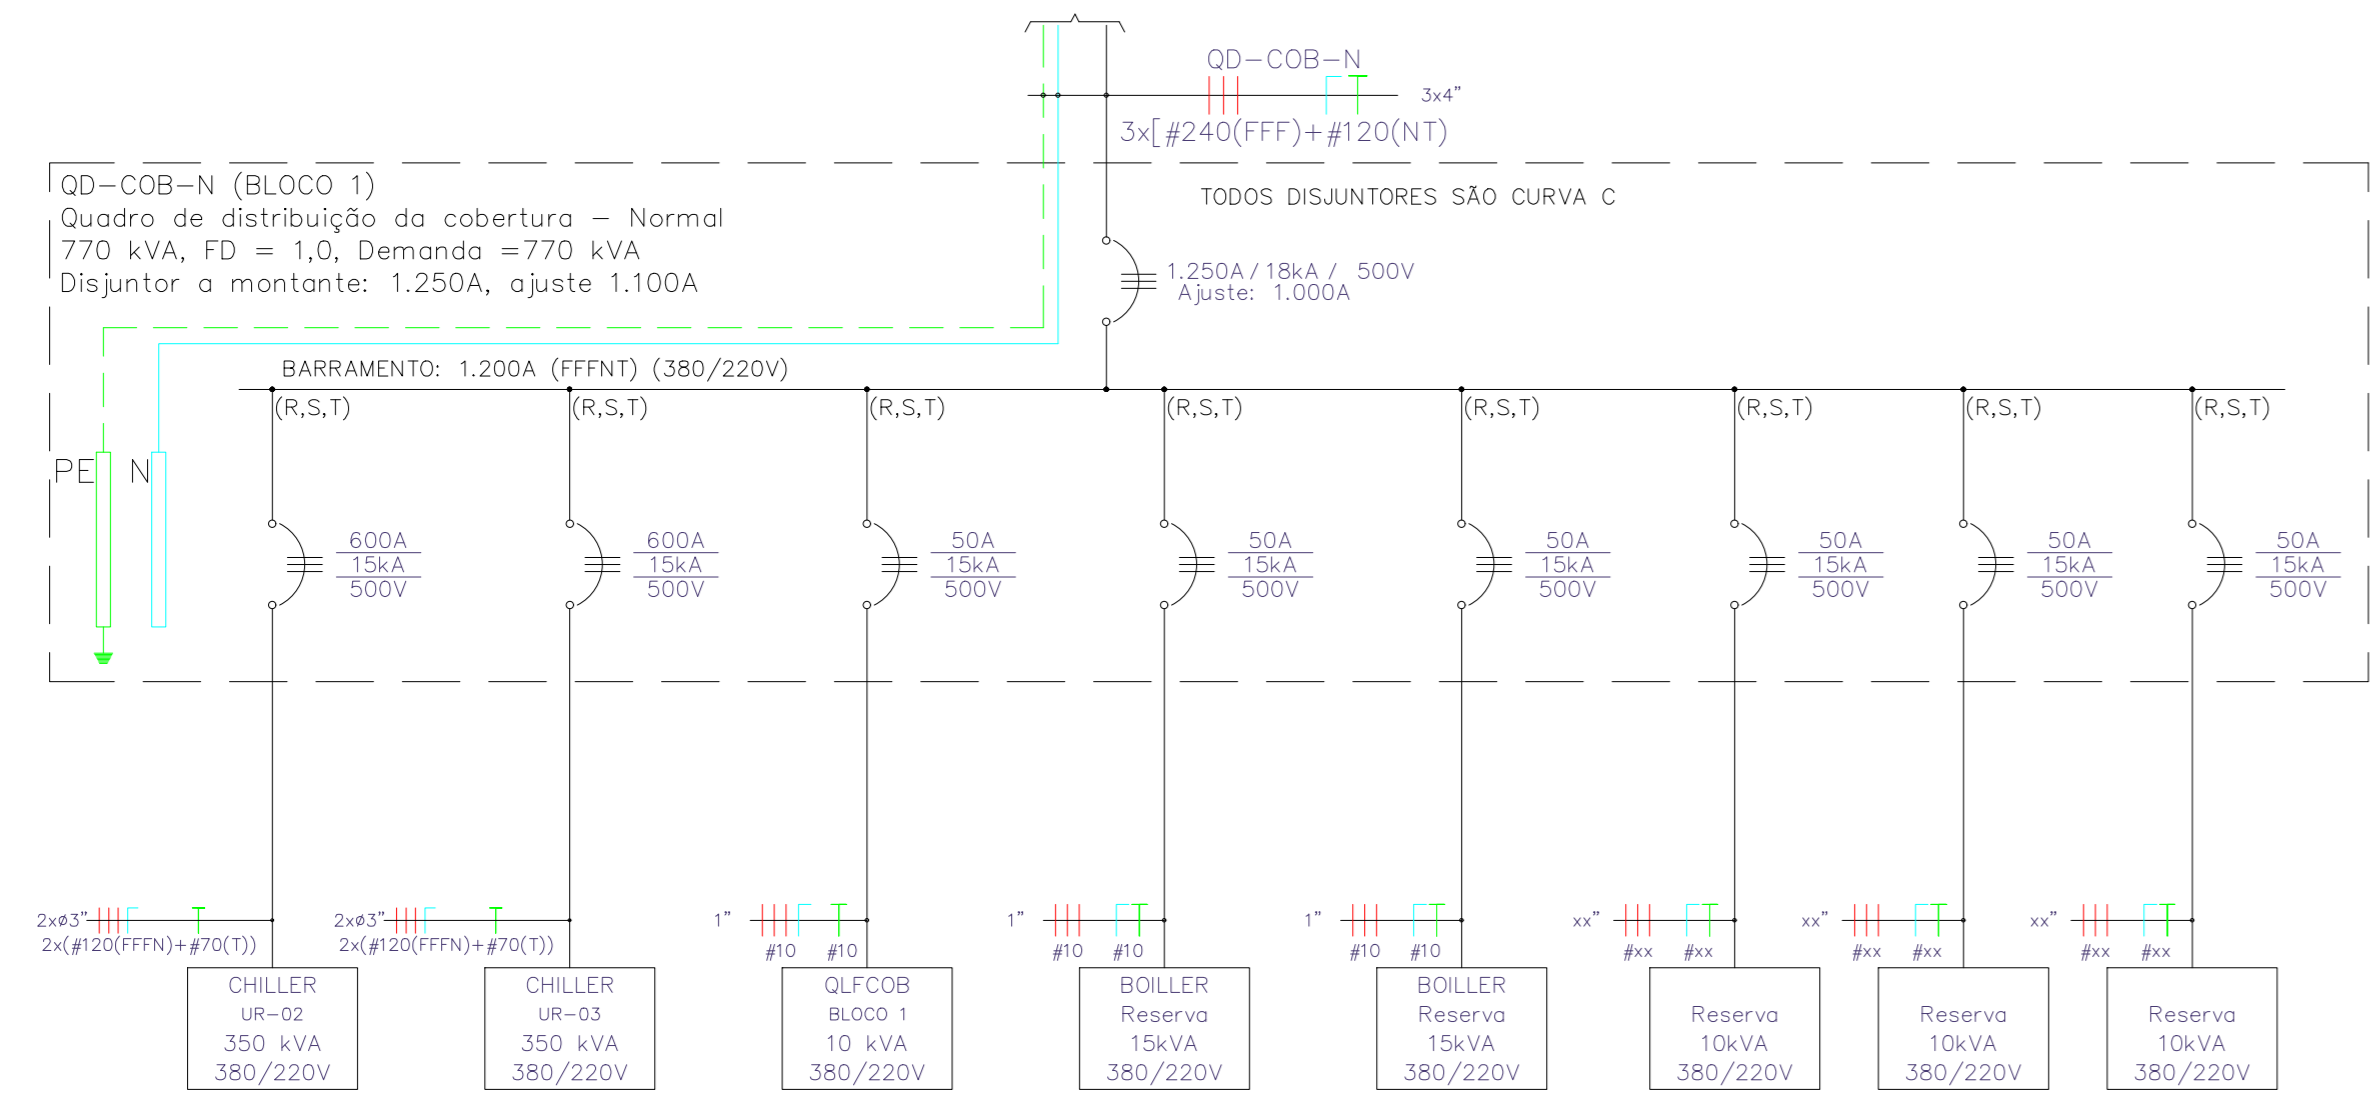 QD-COB-N
3x4"
3x[#240(FFF)+#120(NT)
QD-COB-N (BLOCO 1)
Quadro de distribuição da cobertura - Normal
770 kVA, FD = 1,0, Demanda =770 kVA
Disjuntor a montante: 1.250A, ajuste 1.100A
TODOS DISJUNTORES SÃO CURVA C
1.250A/18kA/ 500V
Ajuste: 1.000A
BARRAMENTO: 1.200A (FFFNT) (380/220V)
(R,S,T) (R,S,T) (R,S,T) (R,S,T) (R,S,T) (R,S,T) (R,S,T) (R,S,T)
PE N
600A 600A 50A 50A 50A 50A 50A 50A
15kA 15kA 15kA 15kA 15kA 15kA 15kA 15kA
500V 500V 500V 500V 500V 500V 500V 500V
2xø3" 2xø3" 1" 1" 1" xx" xx" xx"
2x(#120(FFFN)+#70(T)) 2x(#120(FFFN)+#70(T)) #10 #10 #10 #10 #10 #10 #xx #xx #xx #xx #xx #xx
CHILLER
UR-02
350 kVA
380/220V
CHILLER
UR-03
350 kVA
380/220V
QLFCOB
BLOCO 1
10 kVA
380/220V
BOILLER
Reserva
15kVA
380/220V
BOILLER
Reserva
15kVA
380/220V
Reserva
10kVA
380/220V
Reserva
10kVA
380/220V
Reserva
10kVA
380/220V